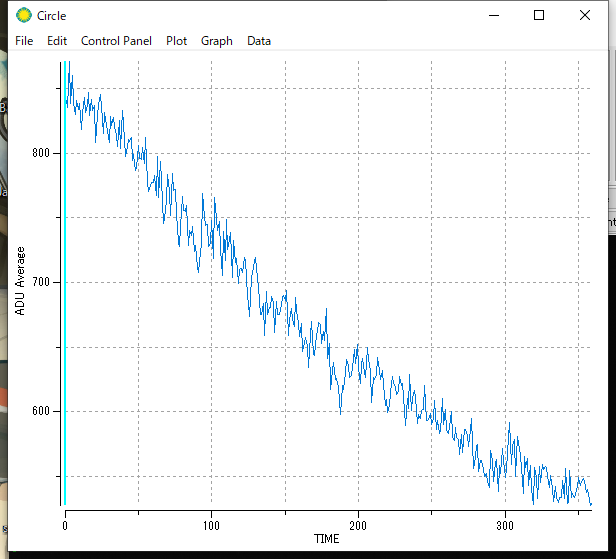 Circle
File Edit Control Panel Plot Graph Data
800
700
600
ADU Average
0 100 200 300
TIME